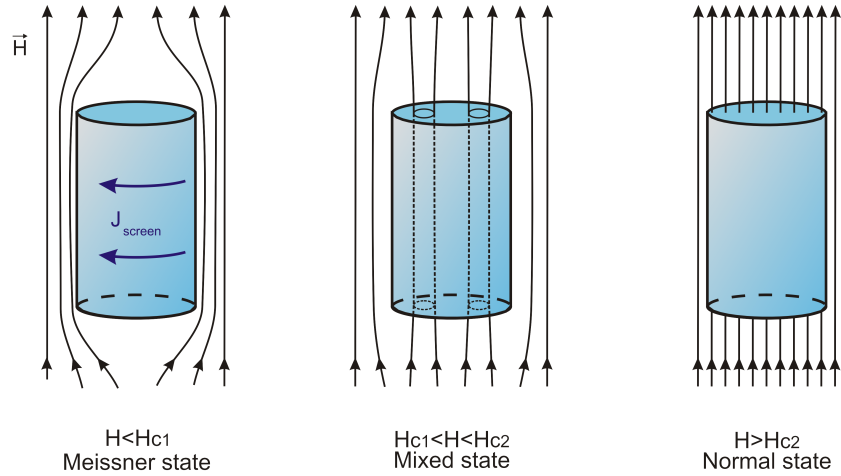 H
J screen
H<Hc1
Meissner state
Hc1<H<Hc2
Mixed state
H>Hc2
Normal state